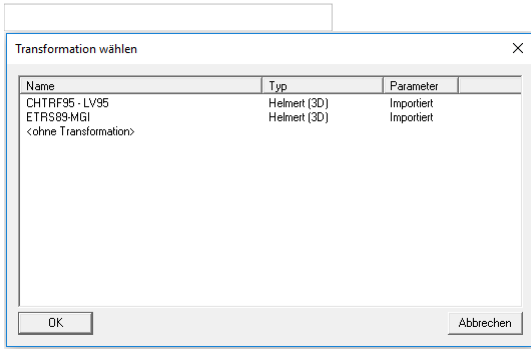 Transformation wählen
Name Typ Parameter
CHTRF95 - LV95 Helmert (3D) Importiert
ETRS89-MGI Helmert (3D) Importiert
<ohne Transformation>
OK Abbrechen